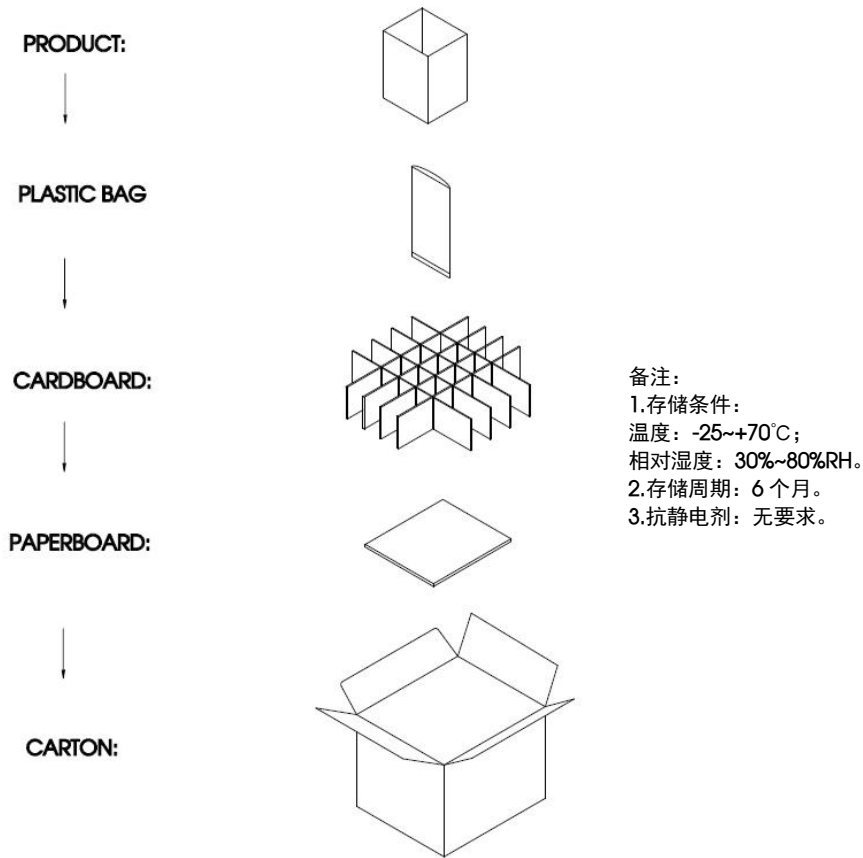 PRODUCT:
PLASTIC BAG
CARDBOARD:
备注：
1.存储条件：
温度：-25~+70℃；
相对湿度：30%~80%RH。
2.存储周期：6 个月。
3.抗静电剂：无要求。
PAPERBOARD:
CARTON: